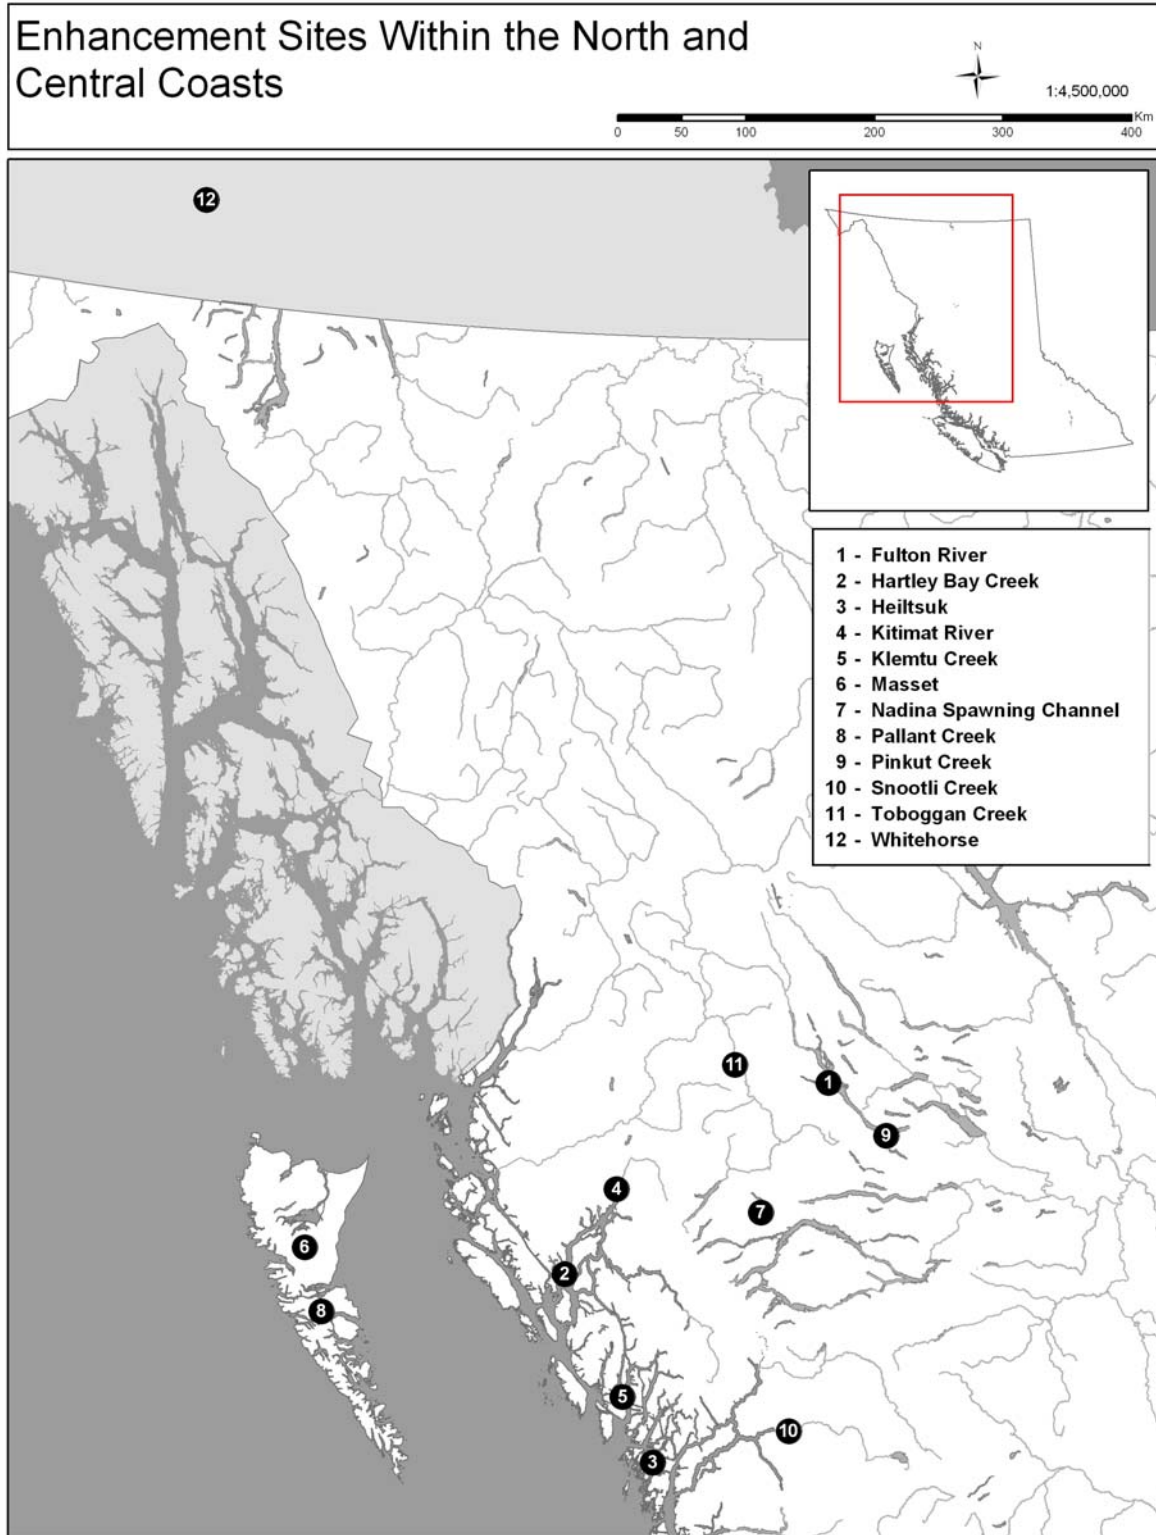 Enhancement Sites Within the North and
Central Coasts
N
1:4,500,000
Km
0 50 100 200 300 400
12
1 - Fulton River
2 - Hartley Bay Creek
3 - Heiltsuk
4 - Kitimat River
5 - Klemtu Creek
6 - Masset
7 - Nadina Spawning Channel
8 - Pallant Creek
9 - Pinkut Creek
10 - Snootli Creek
11 - Toboggan Creek
12 - Whitehorse
11
1
9
4
7
6
2
8
5
10
3